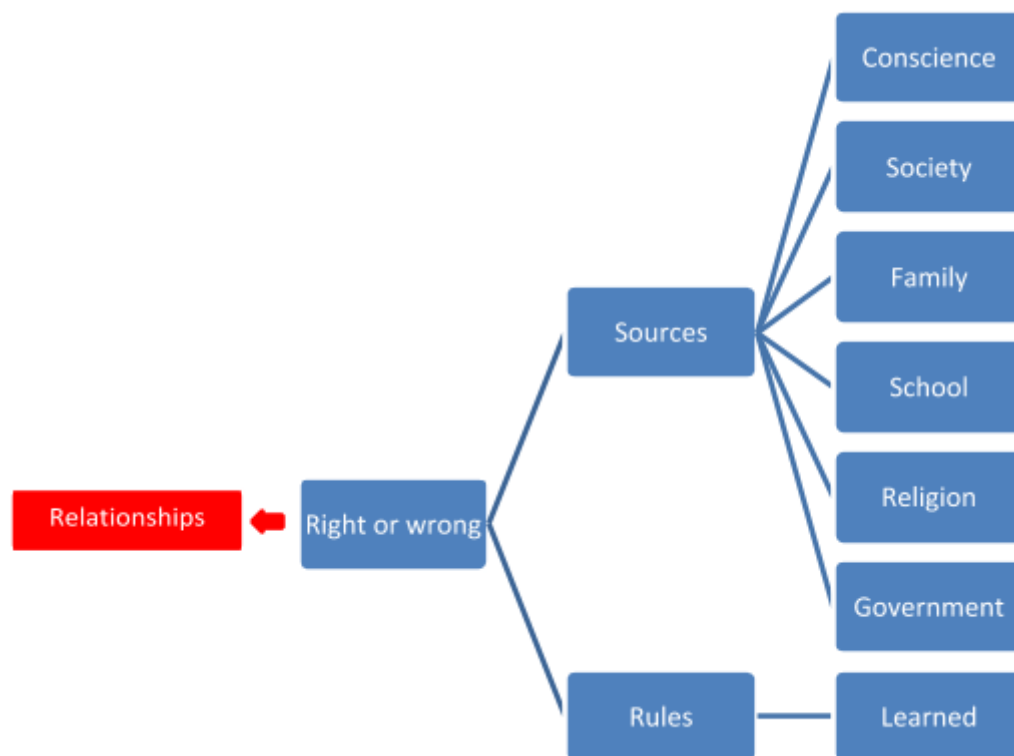 Conscience
Society
Family
Sources
School
Relationships
Right or wrong
Religion
Government
Rules
Learned